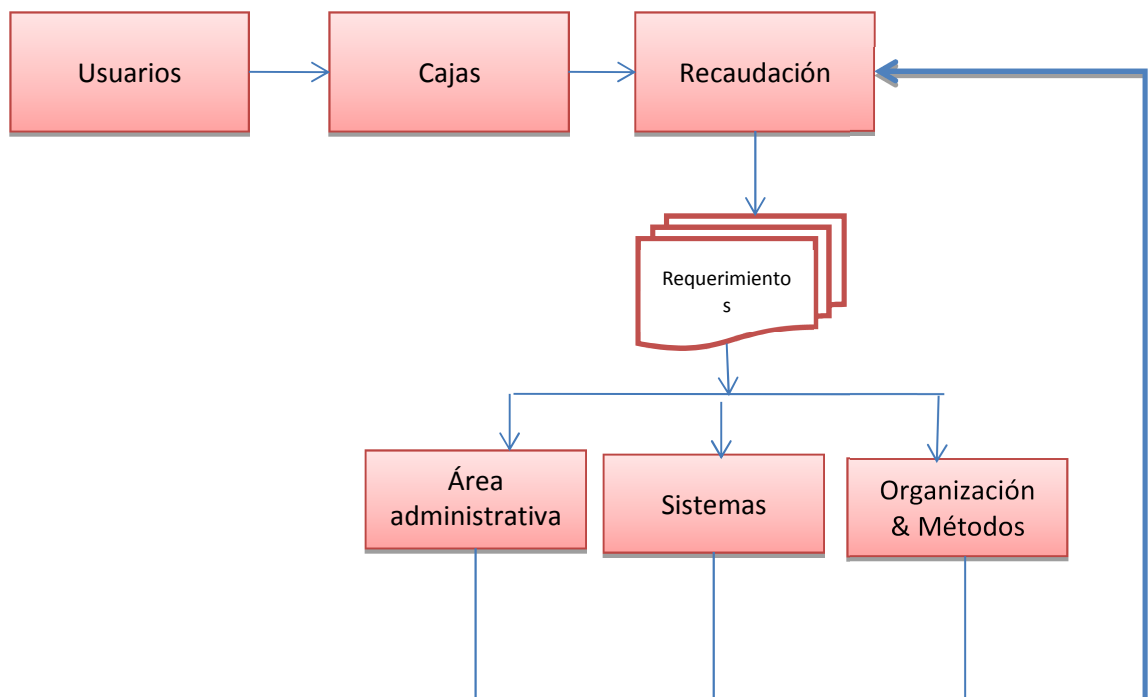 Usuarios
Cajas
Recaudación
Requerimiento
s
Área
administrativa
Sistemas
Organización
& Métodos